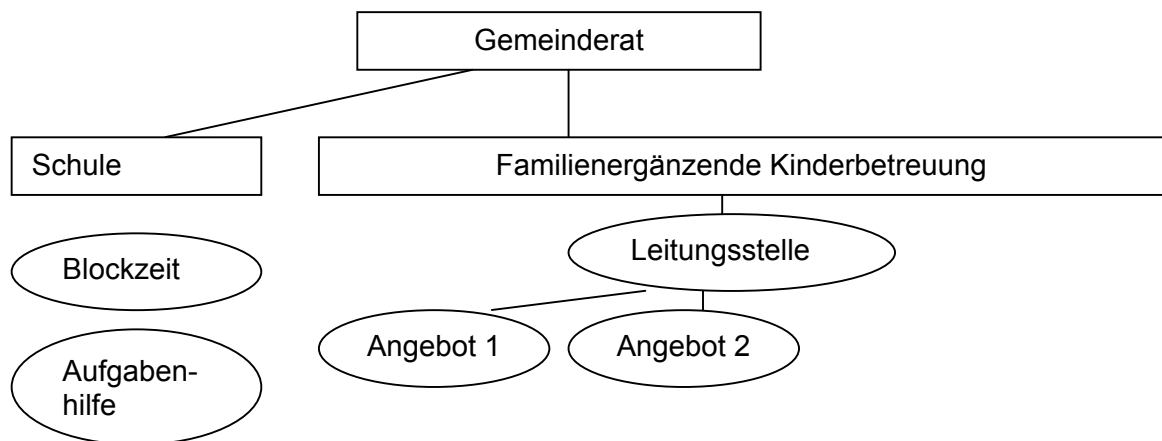 Gemeinderat
Schule
Familienergänzende Kinderbetreuung
Blockzeit
Leitungsstelle
Angebot 1
Angebot 2
Aufgaben-
hilfe